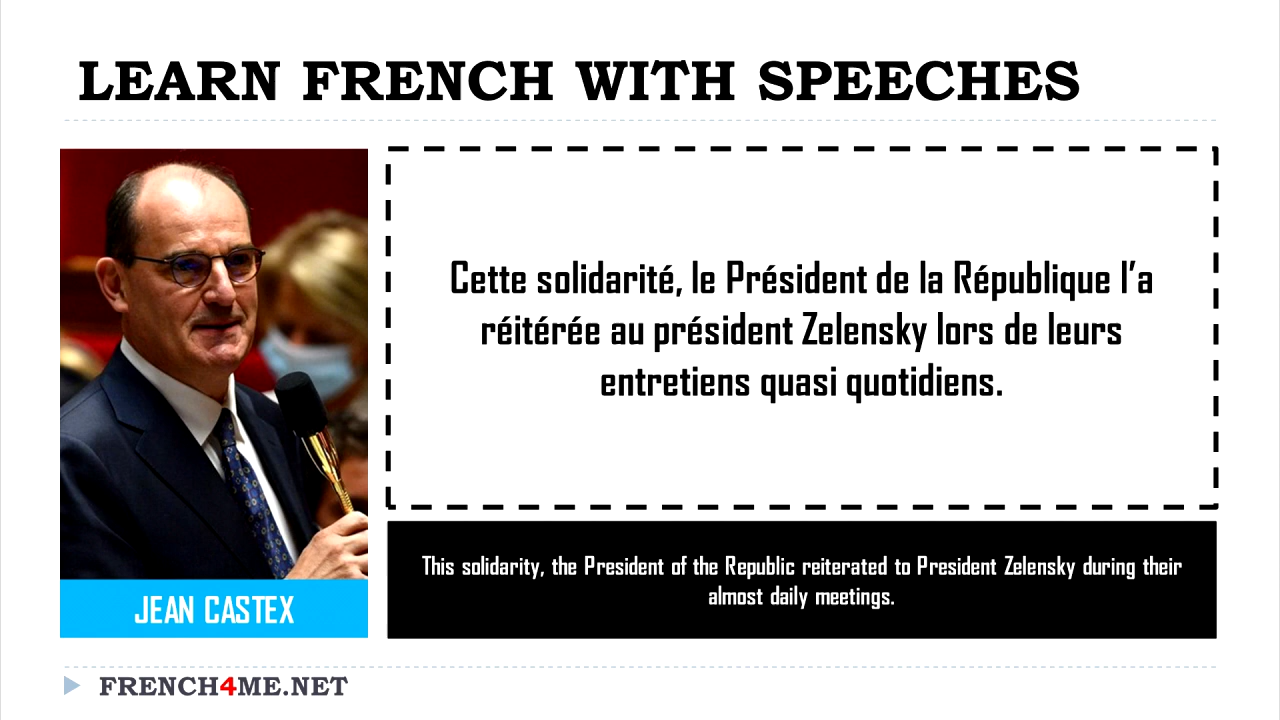 LEARN FRENCH WITH SPEECHES
Cette solidarité, le Président de la République l’a
réitérée au président Zelensky lors de leurs
entretiens quasi quotidiens.
This solidarity, the President of the Republic reiterated to President Zelensky during their
almost daily meetings.
JEAN CASTEX
FRENCH4ME.NET